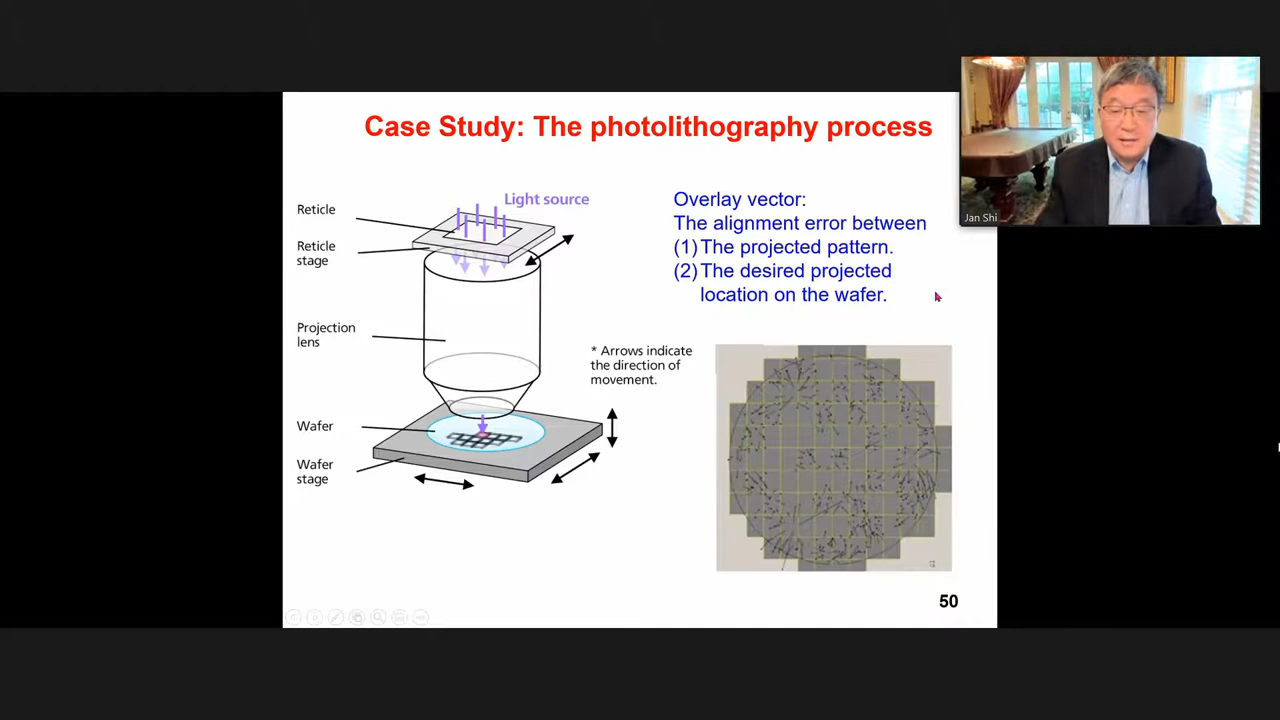 Case Study: The photolithography process
Light source
Reticle
Reticle
stage
Projection
lens
* Arrows indicate
the direction of
movement.
Wafer
Wafer
stage
Overlay vector:
The alignment error between
(1) The projected pattern.
(2) The desired projected
location on the wafer.
50
Jan Shi